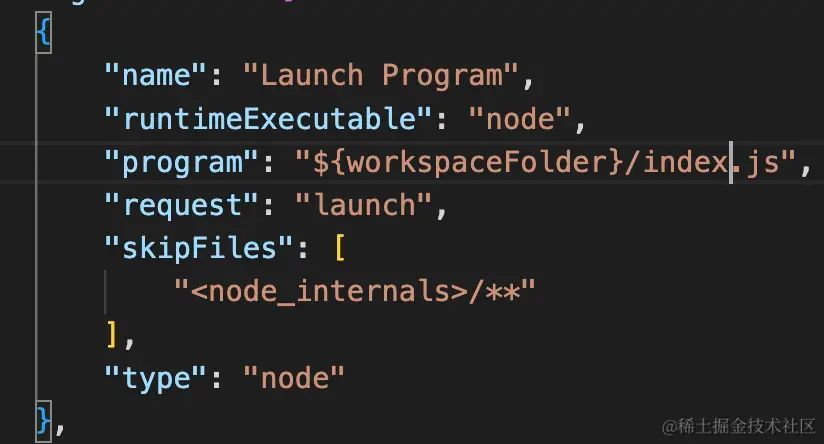 {
"name": "Launch Program",
"runtimeExecutable": "node",
"program": "${workspaceFolder}/index.js",
"request": "launch",
"skipFiles": [
"<node_internals>/**"
],
"type": "node"
},
@稀土掘金技术社区